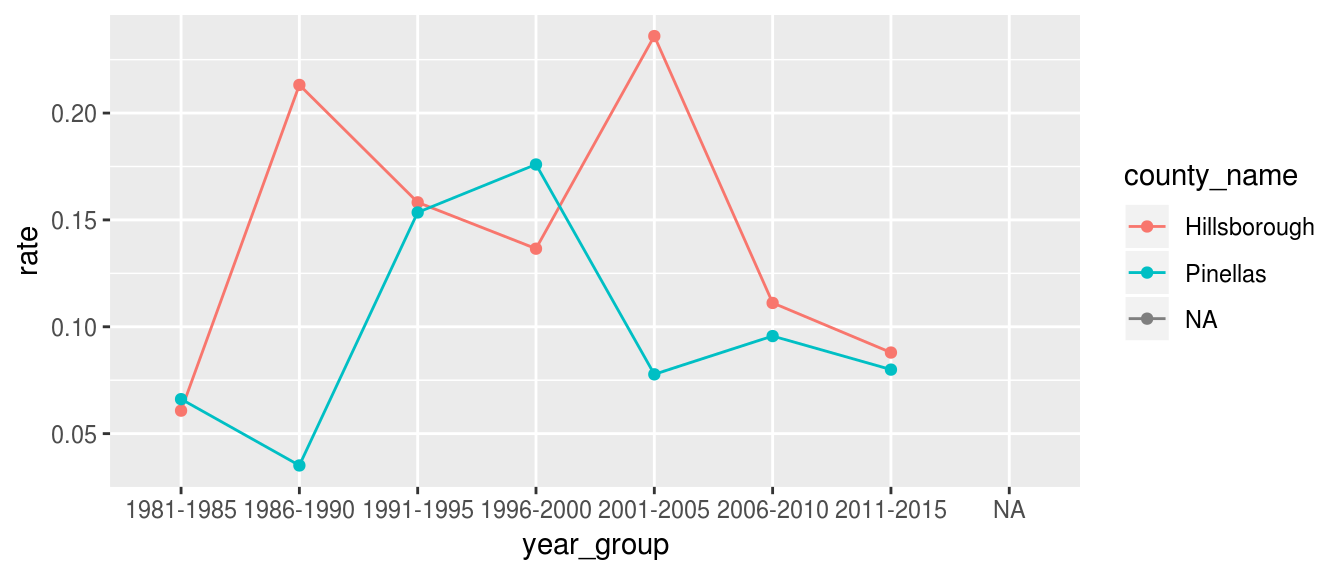 0.20
0.15
0.10
0.05
rate
1981-1985 1986-1990 1991-1995 1996-2000 2001-2005 2006-2010 2011-2015 NA
year_group
county_name
Hillsborough
Pinellas
NA